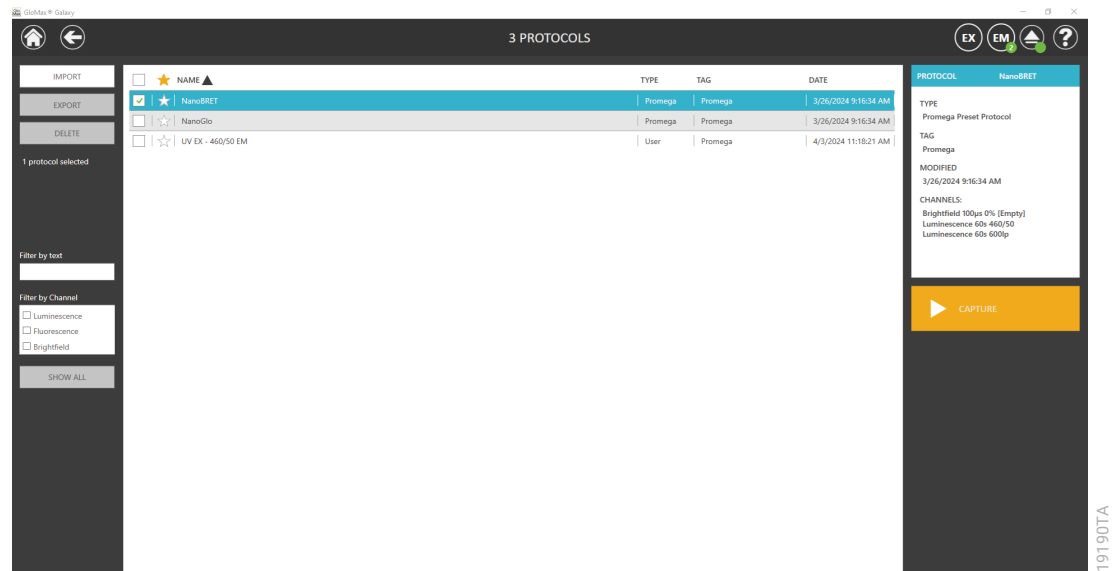 GloMax® Galaxy
3 PROTOCOLS
EX
EM
2
?
IMPORT
EXPORT
DELETE
1 protocol selected
Filter by text
Filter by Channel
Luminescence
Fluorescence
Brightfield
SHOW ALL
NAME TYPE TAG DATE
NanoBRET Promega Promega 3/26/2024 9:16:34 AM
NanoGlo Promega Promega 3/26/2024 9:16:34 AM
UV EX - 460/50 EM User Promega 4/3/2024 11:18:21 AM
PROTOCOL NanoBRET
TYPE
Promega Preset Protocol
TAG
Promega
MODIFIED
3/26/2024 9:16:34 AM
CHANNELS:
Brightfield 100µs 0% [Empty]
Luminescence 60s 460/50
Luminescence 60s 600lp
CAPTURE
19190TA